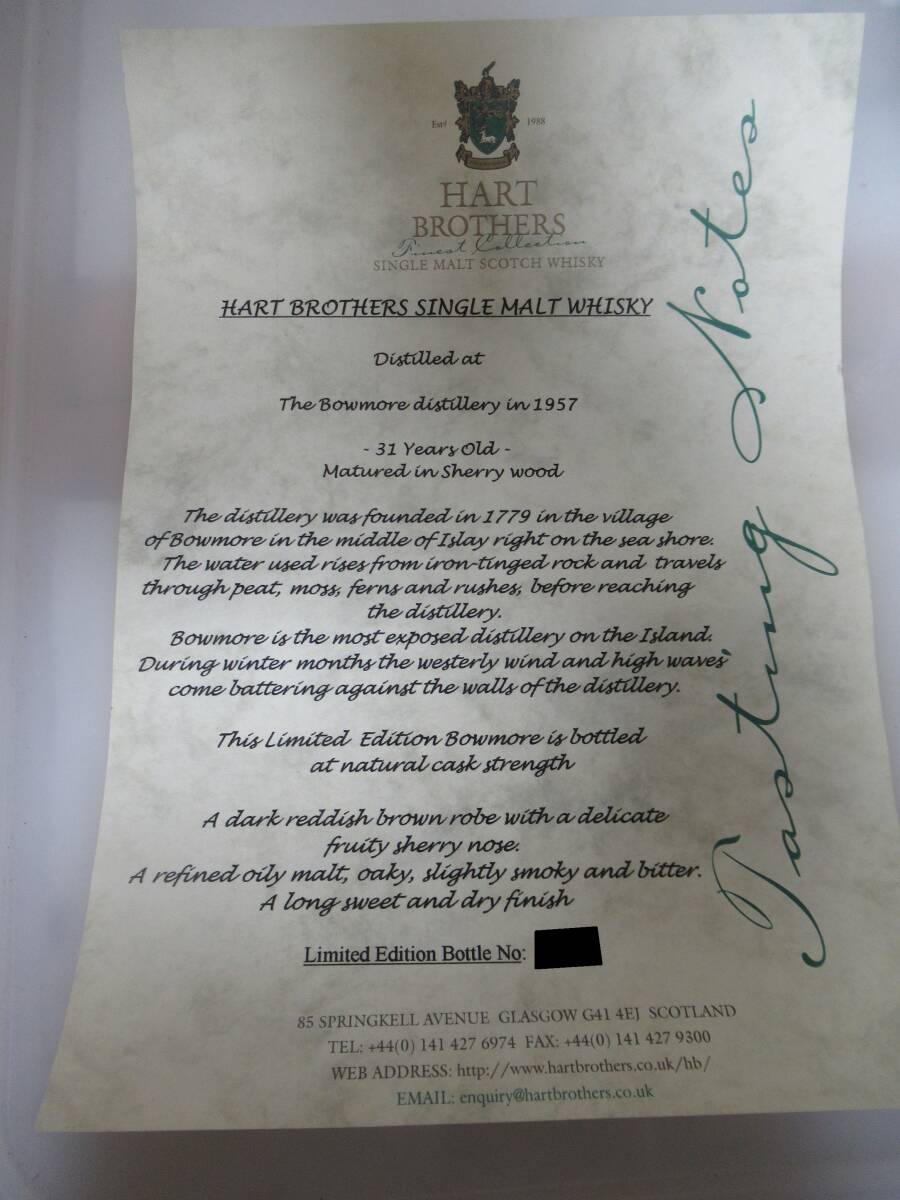 Estd 1988
HART
BROTHERS
Finest Collection
SINGLE MALT SCOTCH WHISKY
HART BROTHERS SINGLE MALT WHISKY
Distilled at
The Bowmore distillery in 1957
- 31 Years Old -
Matured in Sherry wood
The distillery was founded in 1779 in the village
of Bowmore in the middle of Islay right on the sea shore.
The water used rises from iron-tinged rock and travels
through peat, moss, ferns and rushes, before reaching
the distillery.
Bowmore is the most exposed distillery on the Island.
During winter months the westerly wind and high waves'
come battering against the walls of the distillery.
This Limited Edition Bowmore is bottled
at natural cask strength
A dark reddish brown robe with a delicate
fruity sherry nose.
A refined oily malt, oaky, slightly smoky and bitter.
A long sweet and dry finish
Limited Edition Bottle No:
85 SPRINGKELL AVENUE GLASGOW G41 4EJ SCOTLAND
TEL: +44(0) 141 427 6974 FAX: +44(0) 141 427 9300
WEB ADDRESS: http://www.hartbrothers.co.uk/hb/
EMAIL: enquiry@hartbrothers.co.uk
Tasting Notes